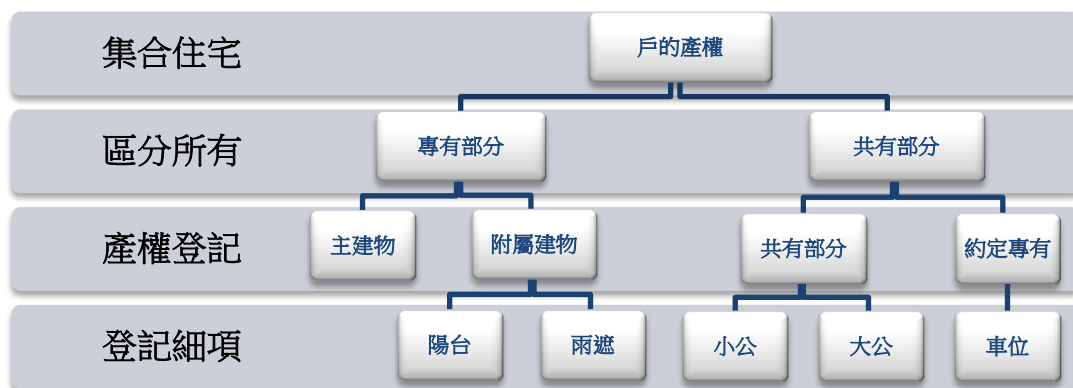 集合住宅
戶的產權
區分所有
專有部分
共有部分
產權登記
主建物
附屬建物
共有部分
約定專有
登記細項
陽台
雨遮
小公
大公
車位